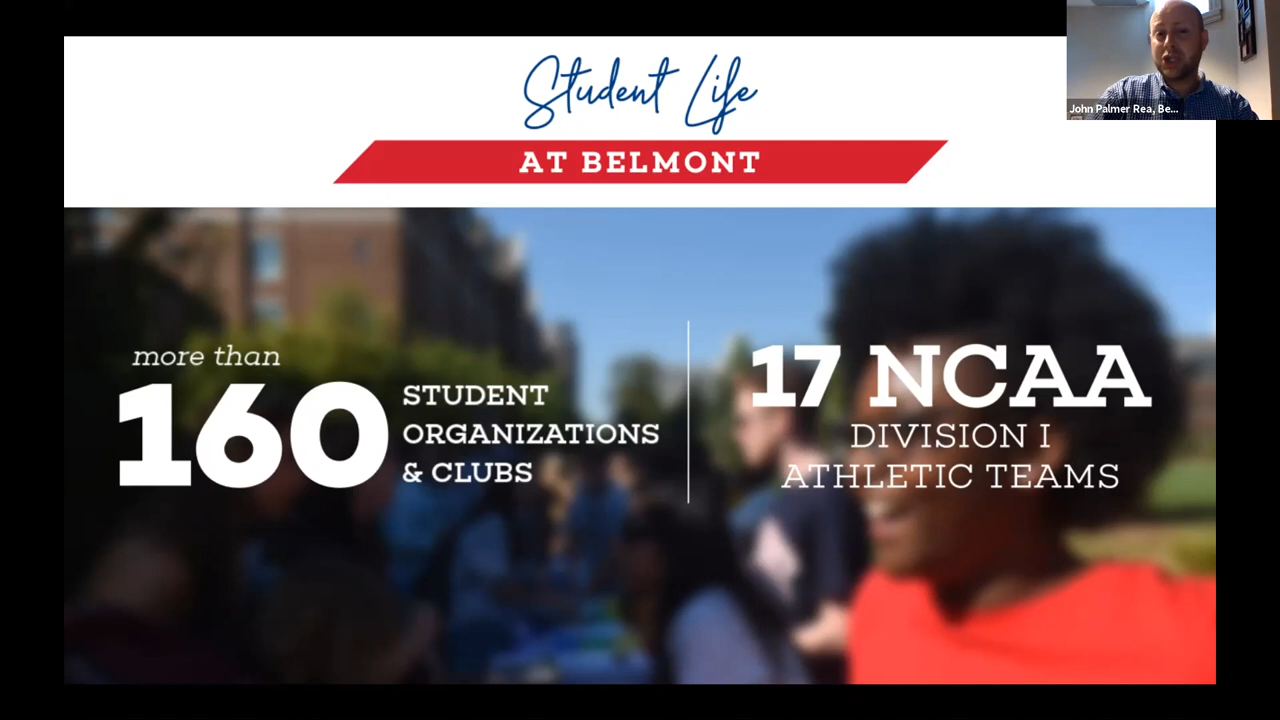 Student Life
AT BELMONT
John Palmer Rea, Be...
more than
160
STUDENT
ORGANIZATIONS
& CLUBS
17 NCAA
DIVISION I
ATHLETIC TEAMS